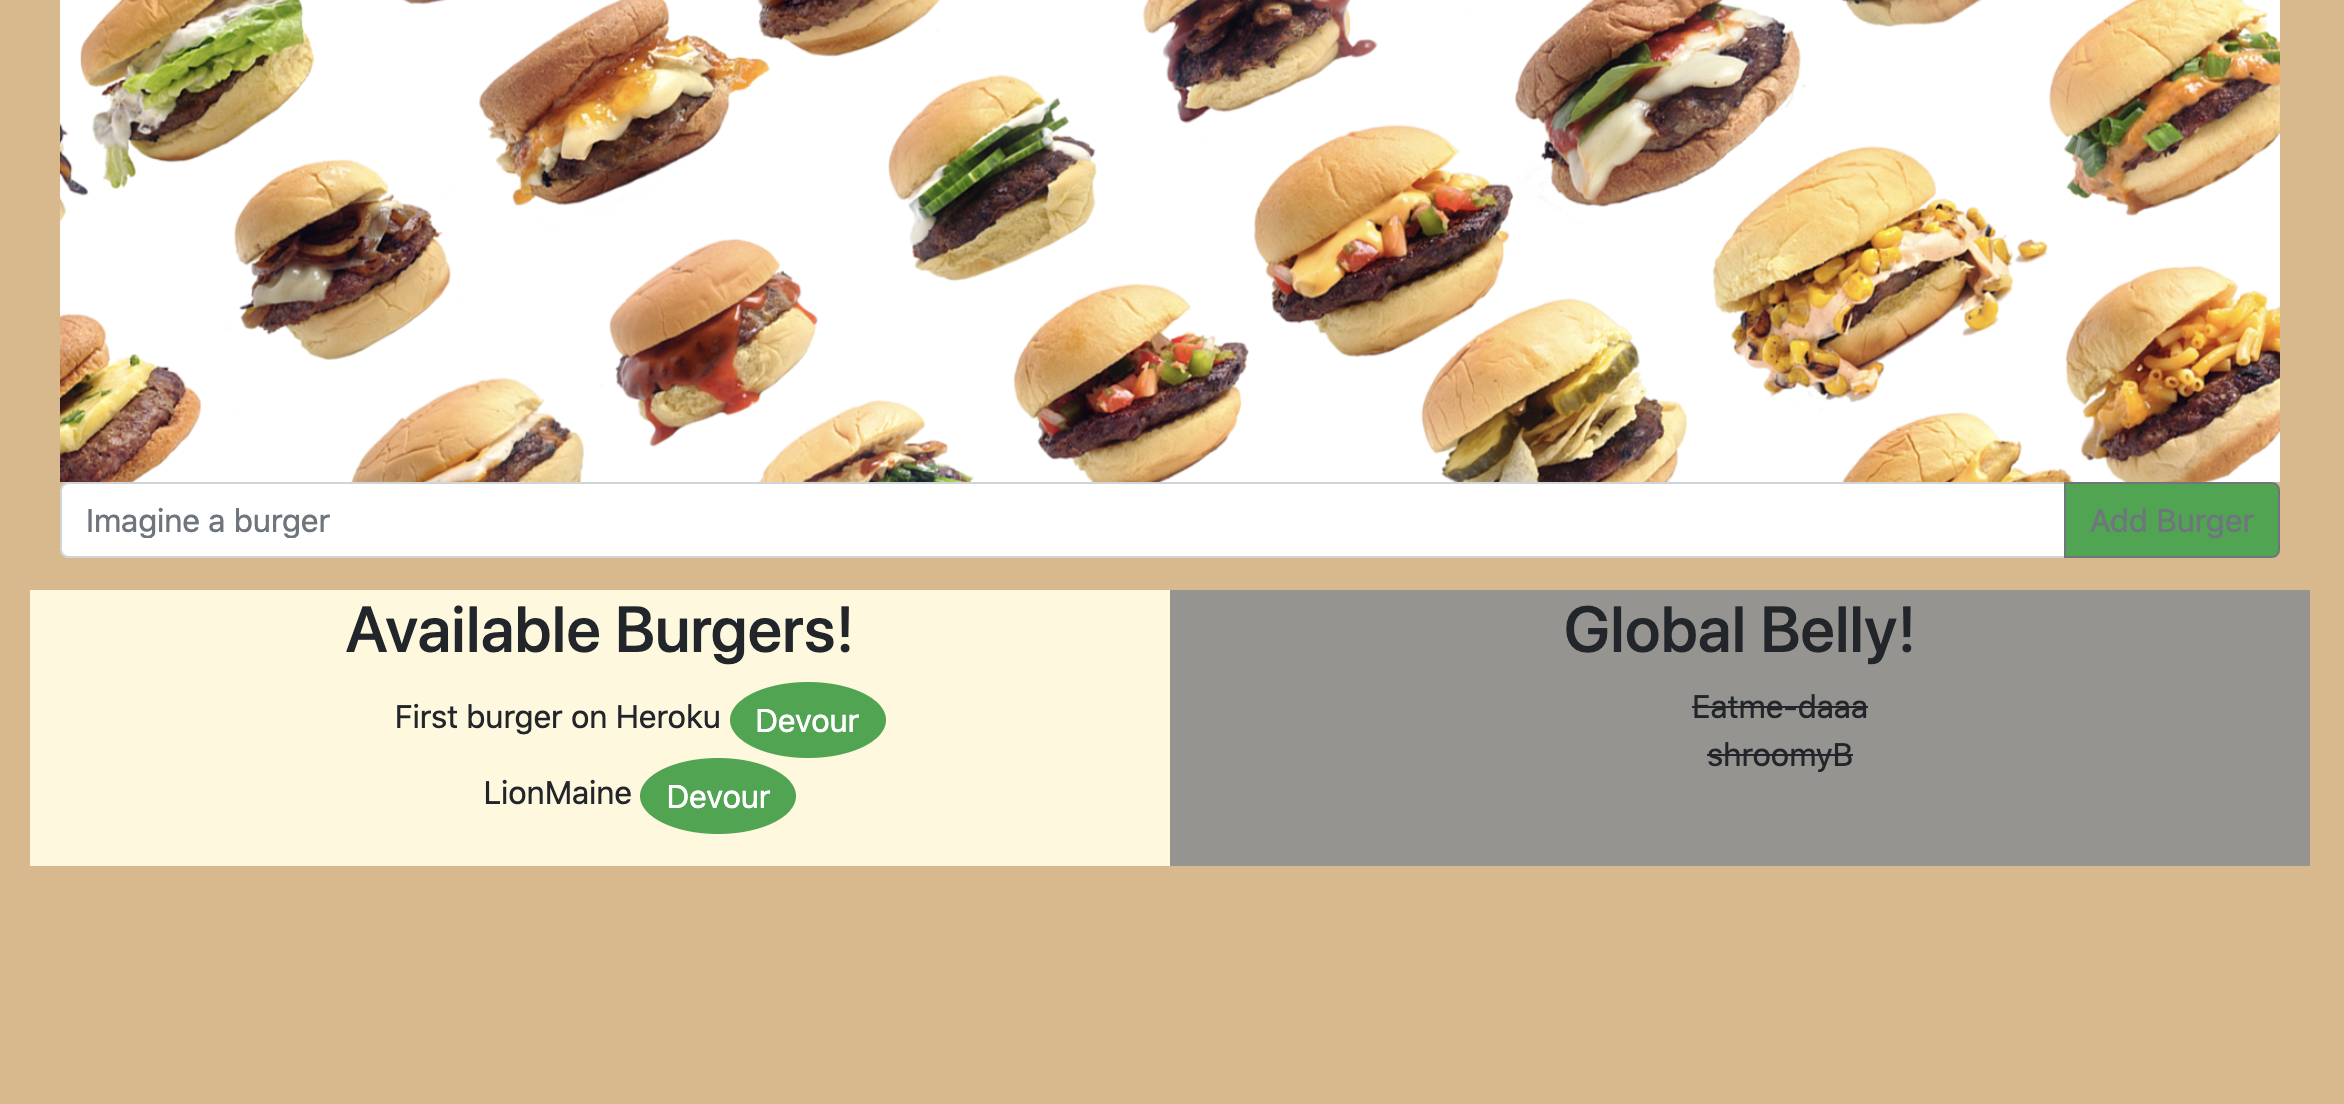 Imagine a burger
Add Burger
Available Burgers!
First burger on Heroku Devour
LionMaine Devour
Global Belly!
Eatme-daaa
shroomyB